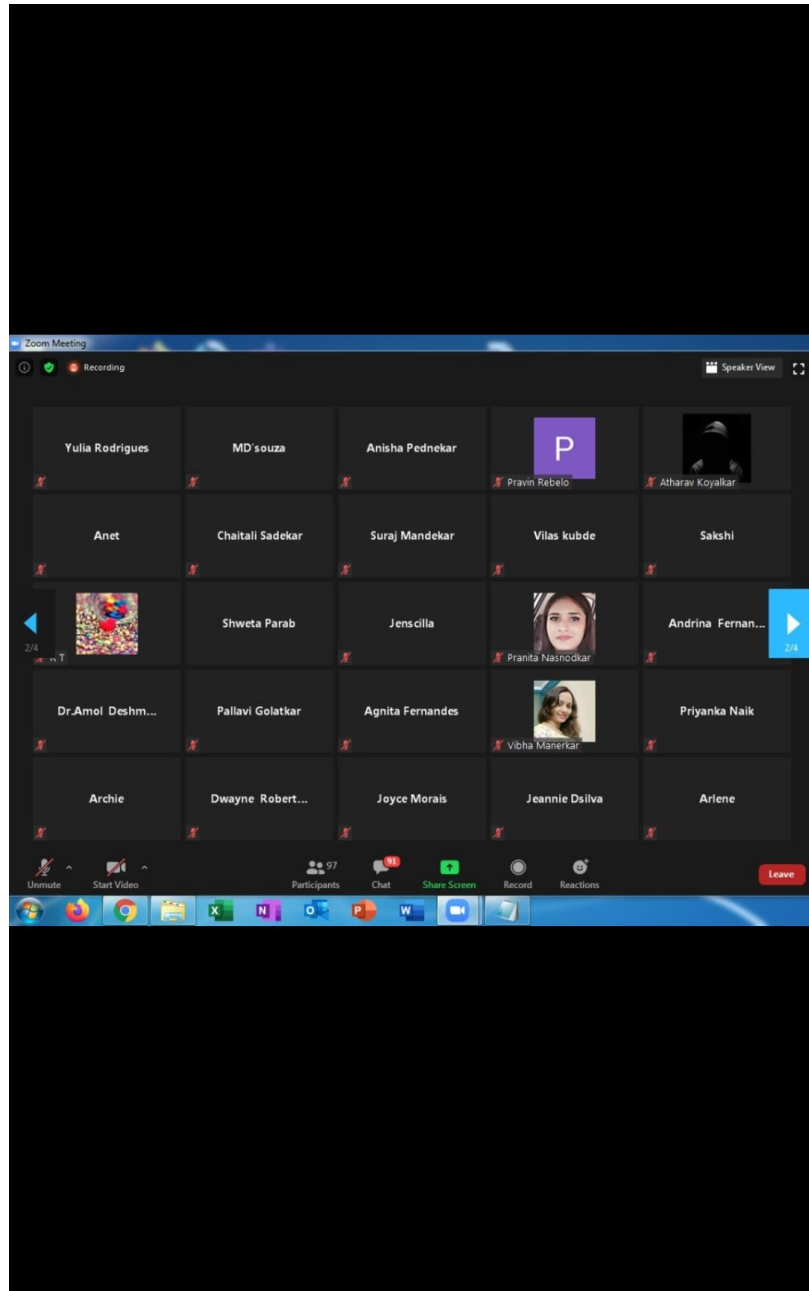 Zoom Meeting
Recording
Speaker View
Yulia Rodrigues
MD'souza
Anisha Pednekar
P
Pravin Rebelo
Atharav Koyalkar
Anet
Chaitali Sadekar
Suraj Mandekar
Vilas kubde
Sakshi
2/4
Shweta Parab
Jenscilla
Pranita Nasnodkar
Andrina Fernan...
2/4
Dr.Amol Deshm...
Pallavi Golatkar
Agnita Fernandes
Vibha Manerkar
Priyanka Naik
Archie
Dwayne Robert...
Joyce Morais
Jeannie Dsilva
Arlene
Unmute
Start Video
97
Participants
91
Chat
Share Screen
Record
Reactions
Leave